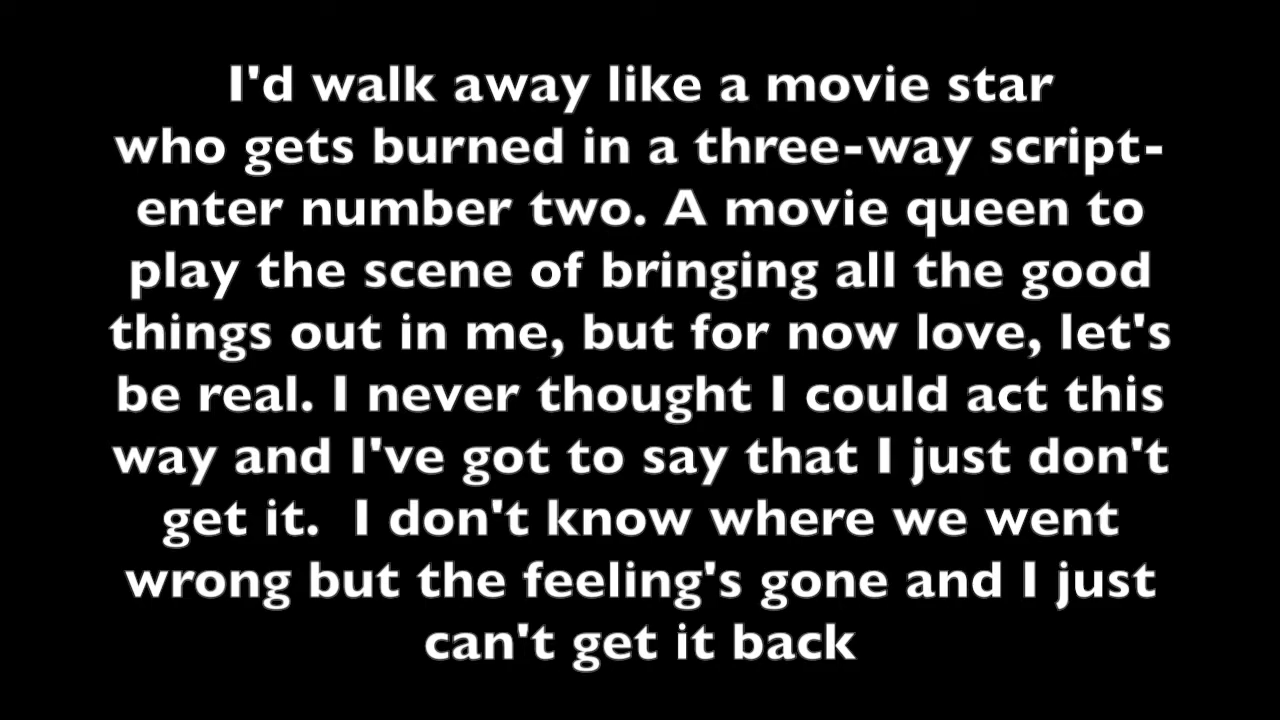 I'd walk away like a movie star
who gets burned in a three-way script-
enter number two. A movie queen to
play the scene of bringing all the good
things out in me, but for now love, let's
be real. I never thought I could act this
way and I've got to say that I just don't
get it.  I don't know where we went
wrong but the feeling's gone and I just
can't get it back